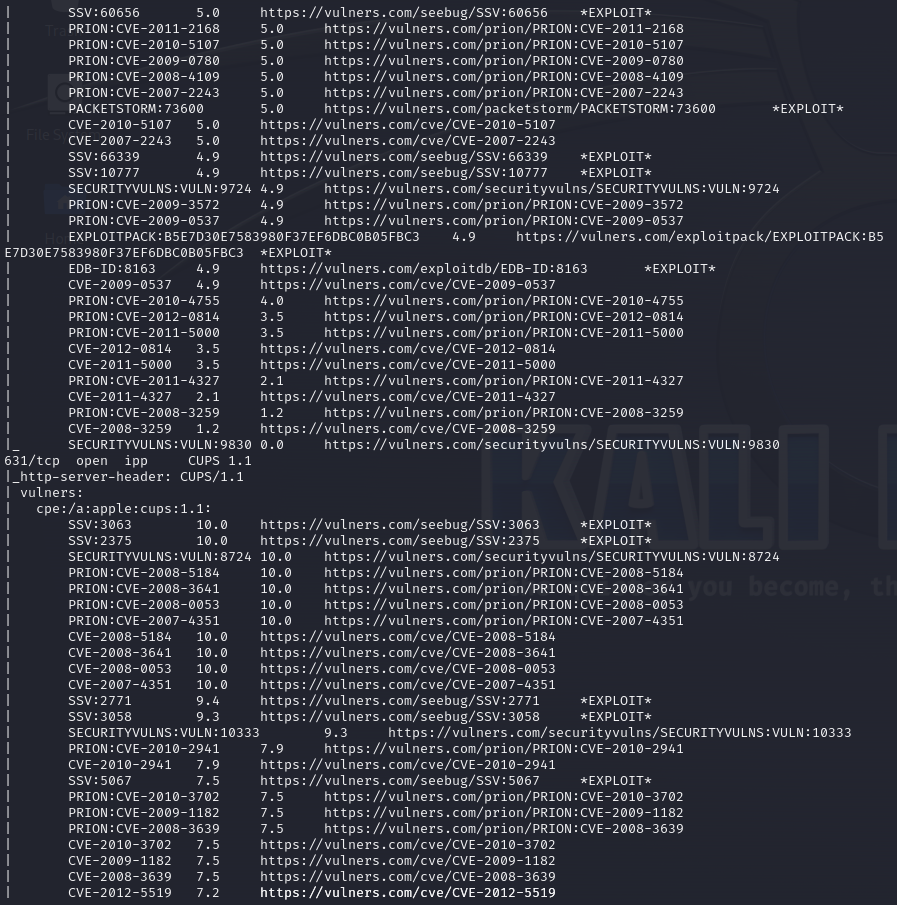 |       SSV:60656       5.0     https://vulners.com/seebug/SSV:60656    *EXPLOIT*
|       PRION:CVE-2011-2168     5.0     https://vulners.com/prion/PRION:CVE-2011-2168
|       PRION:CVE-2010-5107     5.0     https://vulners.com/prion/PRION:CVE-2010-5107
|       PRION:CVE-2009-0780     5.0     https://vulners.com/prion/PRION:CVE-2009-0780
|       PRION:CVE-2008-4109     5.0     https://vulners.com/prion/PRION:CVE-2008-4109
|       PRION:CVE-2007-2243     5.0     https://vulners.com/prion/PRION:CVE-2007-2243
|       PACKETSTORM:73600       5.0     https://vulners.com/packetstorm/PACKETSTORM:73600       *EXPLOIT*
|       CVE-2010-5107   5.0     https://vulners.com/cve/CVE-2010-5107
|       CVE-2007-2243   5.0     https://vulners.com/cve/CVE-2007-2243
|       SSV:66339       4.9     https://vulners.com/seebug/SSV:66339    *EXPLOIT*
|       SSV:10777       4.9     https://vulners.com/seebug/SSV:10777    *EXPLOIT*
|       SECURITYVULNS:VULN:9724 4.9     https://vulners.com/securityvulns/SECURITYVULNS:VULN:9724
|       PRION:CVE-2009-3572     4.9     https://vulners.com/prion/PRION:CVE-2009-3572
|       PRION:CVE-2009-0537     4.9     https://vulners.com/prion/PRION:CVE-2009-0537
|       EXPLOITPACK:B5E7D30E7583980F37EF6DBC0B05FBC3    4.9     https://vulners.com/exploitpack/EXPLOITPACK:B5
E7D30E7583980F37EF6DBC0B05FBC3  *EXPLOIT*
|       EDB-ID:8163     4.9     https://vulners.com/exploitdb/EDB-ID:8163       *EXPLOIT*
|       CVE-2009-0537   4.9     https://vulners.com/cve/CVE-2009-0537
|       PRION:CVE-2010-4755     4.0     https://vulners.com/prion/PRION:CVE-2010-4755
|       PRION:CVE-2012-0814     3.5     https://vulners.com/prion/PRION:CVE-2012-0814
|       PRION:CVE-2011-5000     3.5     https://vulners.com/prion/PRION:CVE-2011-5000
|       CVE-2012-0814   3.5     https://vulners.com/cve/CVE-2012-0814
|       CVE-2011-5000   3.5     https://vulners.com/cve/CVE-2011-5000
|       PRION:CVE-2011-4327     2.1     https://vulners.com/prion/PRION:CVE-2011-4327
|       CVE-2011-4327   2.1     https://vulners.com/cve/CVE-2011-4327
|       PRION:CVE-2008-3259     1.2     https://vulners.com/prion/PRION:CVE-2008-3259
|       CVE-2008-3259   1.2     https://vulners.com/cve/CVE-2008-3259
|_      SECURITYVULNS:VULN:9830 0.0     https://vulners.com/securityvulns/SECURITYVULNS:VULN:9830
631/tcp  open  ipp     CUPS 1.1
|_http-server-header: CUPS/1.1
| vulners:
|   cpe:/a:apple:cups:1.1:
|       SSV:3063        10.0    https://vulners.com/seebug/SSV:3063     *EXPLOIT*
|       SSV:2375        10.0    https://vulners.com/seebug/SSV:2375     *EXPLOIT*
|       SECURITYVULNS:VULN:8724 10.0    https://vulners.com/securityvulns/SECURITYVULNS:VULN:8724
|       PRION:CVE-2008-5184     10.0    https://vulners.com/prion/PRION:CVE-2008-5184
|       PRION:CVE-2008-3641     10.0    https://vulners.com/prion/PRION:CVE-2008-3641
|       PRION:CVE-2008-0053     10.0    https://vulners.com/prion/PRION:CVE-2008-0053
|       PRION:CVE-2007-4351     10.0    https://vulners.com/prion/PRION:CVE-2007-4351
|       CVE-2008-5184   10.0    https://vulners.com/cve/CVE-2008-5184
|       CVE-2008-3641   10.0    https://vulners.com/cve/CVE-2008-3641
|       CVE-2008-0053   10.0    https://vulners.com/cve/CVE-2008-0053
|       CVE-2007-4351   10.0    https://vulners.com/cve/CVE-2007-4351
|       SSV:2771        9.4     https://vulners.com/seebug/SSV:2771     *EXPLOIT*
|       SSV:3058        9.3     https://vulners.com/seebug/SSV:3058     *EXPLOIT*
|       SECURITYVULNS:VULN:10333        9.3     https://vulners.com/securityvulns/SECURITYVULNS:VULN:10333
|       PRION:CVE-2010-2941     7.9     https://vulners.com/prion/PRION:CVE-2010-2941
|       CVE-2010-2941   7.9     https://vulners.com/cve/CVE-2010-2941
|       SSV:5067        7.5     https://vulners.com/seebug/SSV:5067     *EXPLOIT*
|       PRION:CVE-2010-3702     7.5     https://vulners.com/prion/PRION:CVE-2010-3702
|       PRION:CVE-2009-1182     7.5     https://vulners.com/prion/PRION:CVE-2009-1182
|       PRION:CVE-2008-3639     7.5     https://vulners.com/prion/PRION:CVE-2008-3639
|       CVE-2010-3702   7.5     https://vulners.com/cve/CVE-2010-3702
|       CVE-2009-1182   7.5     https://vulners.com/cve/CVE-2009-1182
|       CVE-2008-3639   7.5     https://vulners.com/cve/CVE-2008-3639
|       CVE-2012-5519   7.2     https://vulners.com/cve/CVE-2012-5519
KALI
you become, th